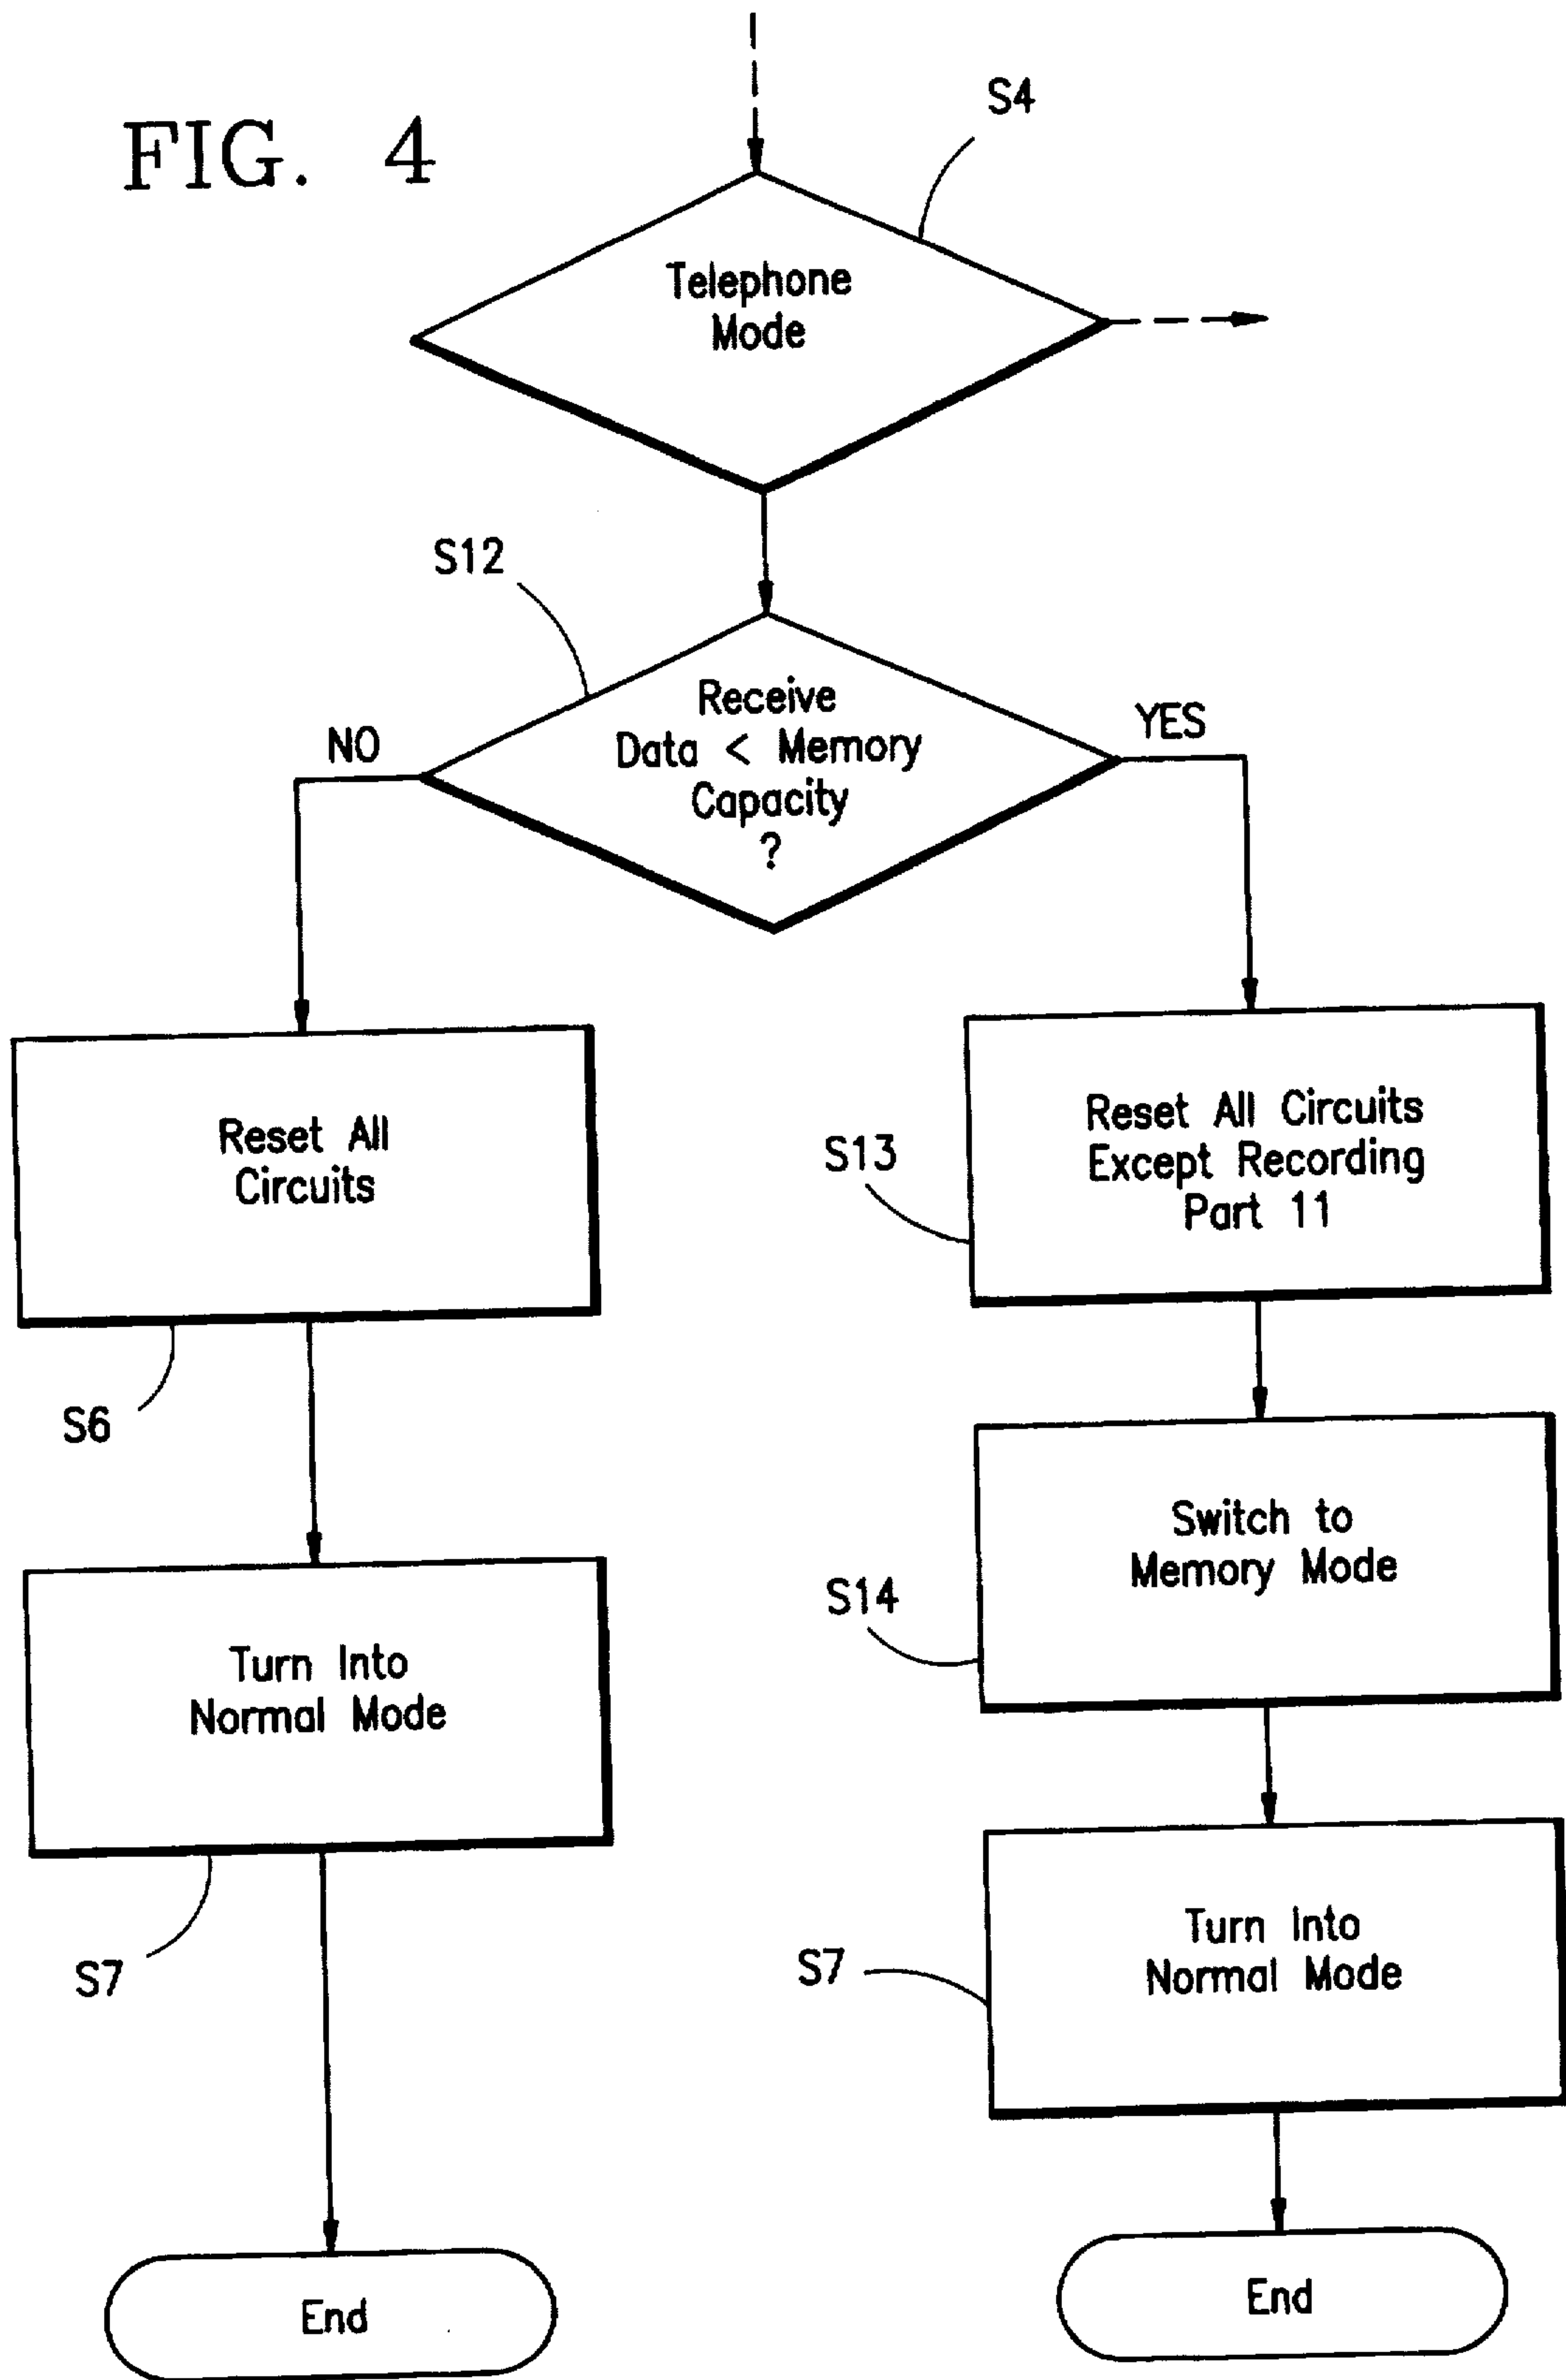 FIG. 4
S4
Telephone
Mode
S12
Receive
Data < Memory
Capacity
?
NO
YES
Reset All
Circuits
S6
Reset All Circuits
Except Recording
Part 11
S13
Switch to
Memory Mode
S14
Turn Into
Normal Mode
S7
Turn Into
Normal Mode
S7
End
End